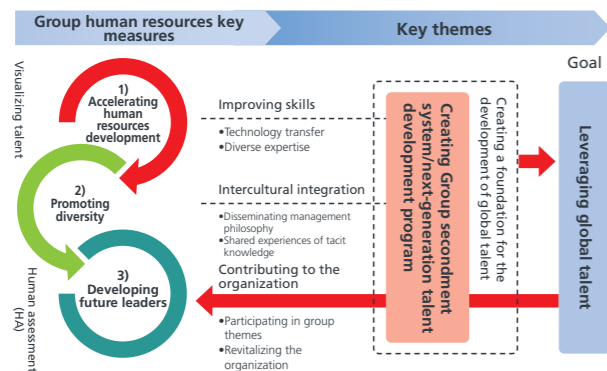 Group human resources key
measures
Key themes
Goal
Visualizing talent
Human assessment
(HA)
1)
Accelerating
human
resources
development
2)
Promoting
diversity
3)
Developing
future leaders
Improving skills
•Technology transfer
•Diverse expertise
Intercultural integration
•Disseminating management
philosophy
•Shared experiences of tacit
knowledge
Contributing to the
organization
•Participating in group
themes
•Revitalizing the
organization
Creating Group secondment
system/next-generation talent
development program
Creating a foundation for the
development of global talent
Leveraging global talent